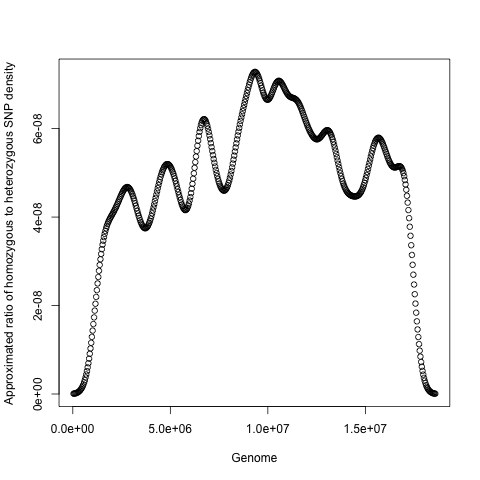 Approximated ratio of homozygous to heterozygous SNP density
6e-08
4e-08
2e-08
0e+00
0.0e+00 5.0e+06 1.0e+07 1.5e+07
Genome